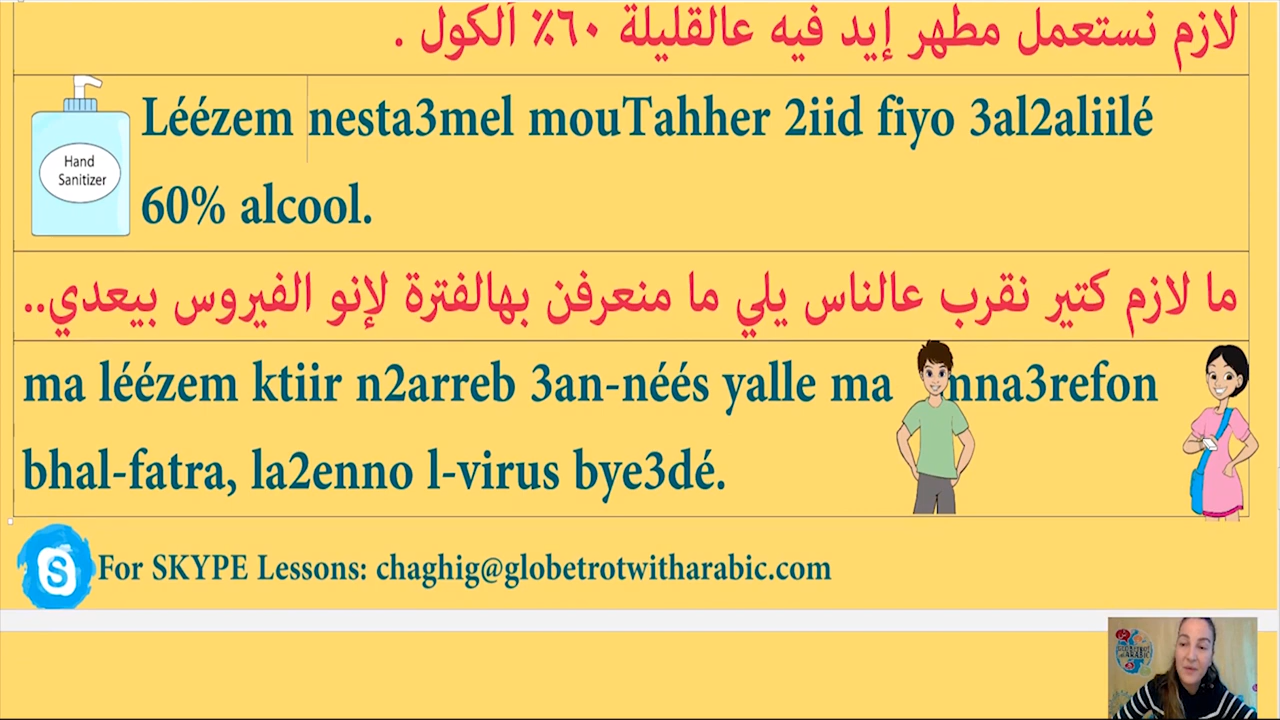 لازم نستعمل مطهر إيد فيه عالقليلة ٦٠٪ ألكول .
Hand
Sanitizer
Léézem nesta3mel mouTahher 2iid fiyo 3al2aliilé
60% alcool.
ما لازم كتير نقرب عالناس يلي ما منعرفن بهالفترة لإنو الفيروس بيعدي..
ma léézem ktiir n2arreb 3an-néés yalle ma nna3refon
bhal-fatra, la2enno l-virus bye3dé.
For SKYPE Lessons: chaghig@globetrotwitharabic.com